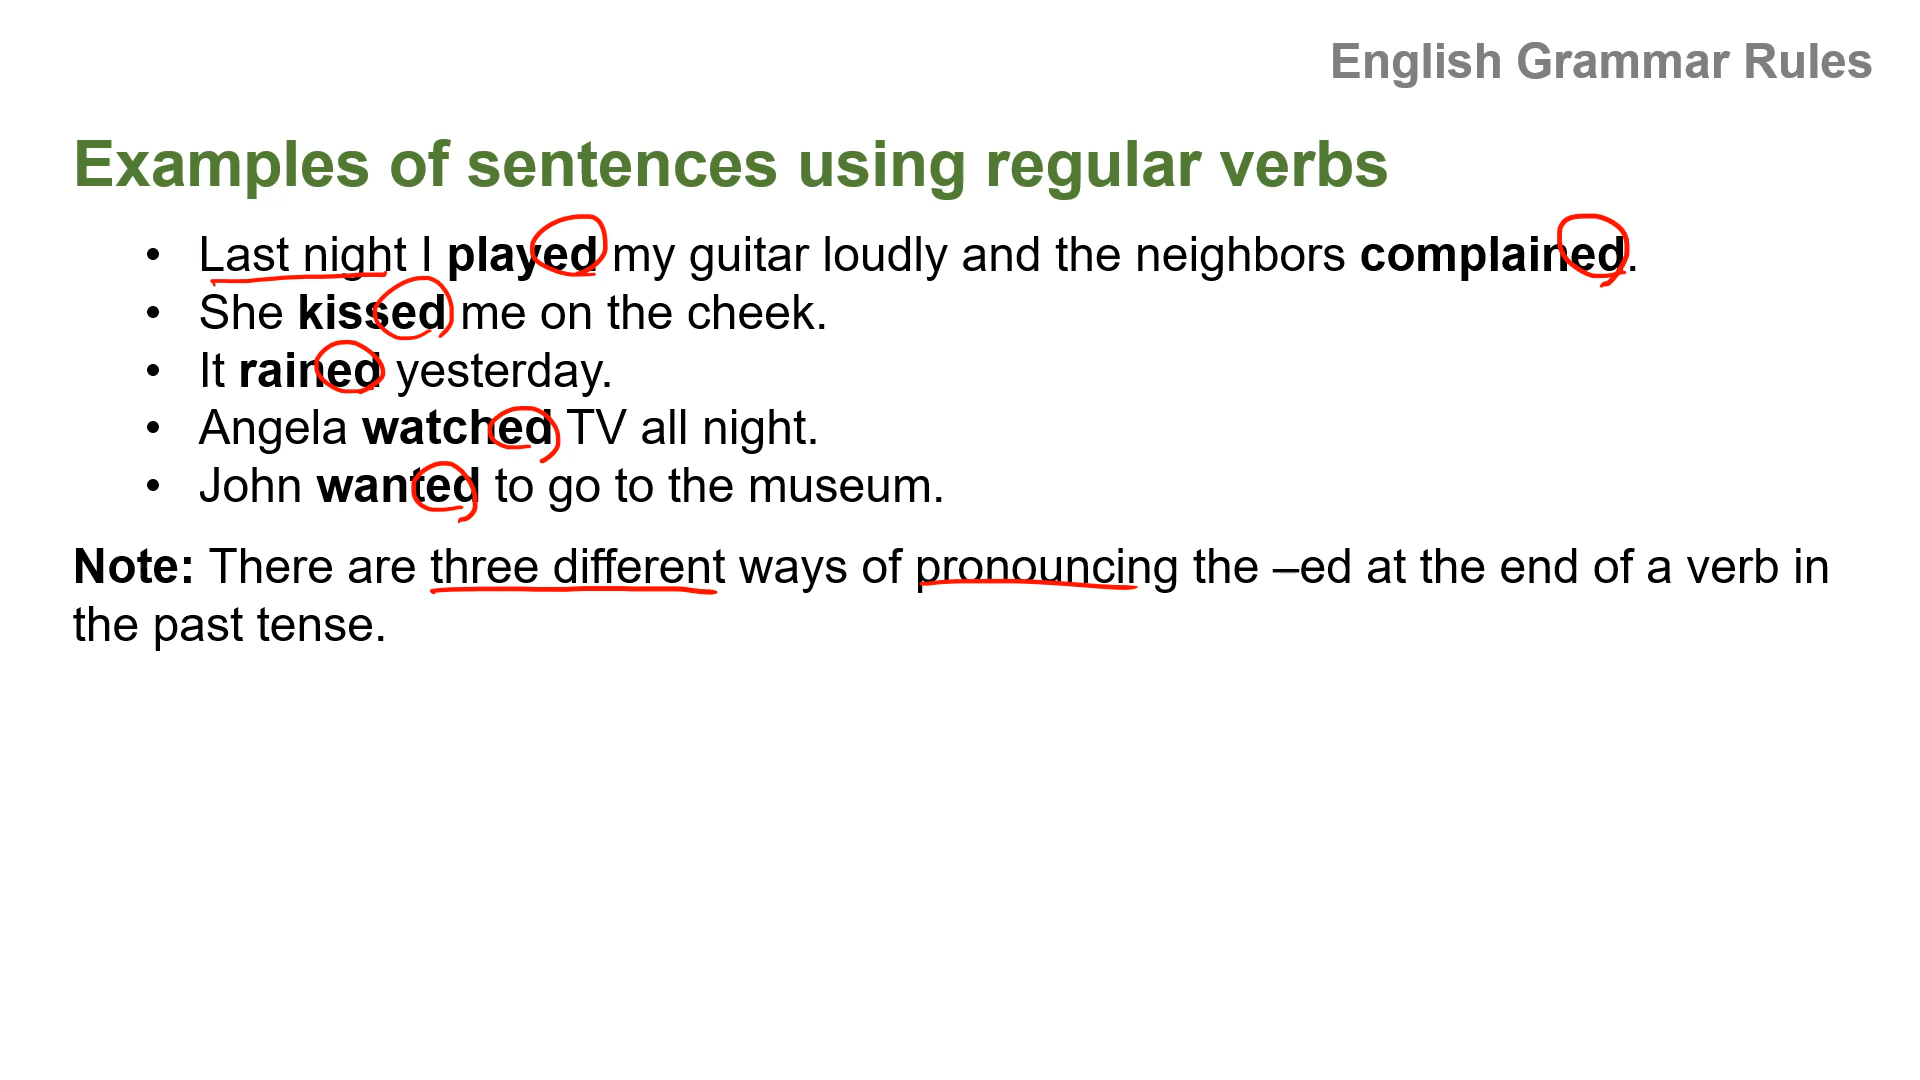 English Grammar Rules
Examples of sentences using regular verbs
• Last night I played my guitar loudly and the neighbors complained.
• She kissed me on the cheek.
• It rained yesterday.
• Angela watched TV all night.
• John wanted to go to the museum.
Note: There are three different ways of pronouncing the –ed at the end of a verb in
the past tense.